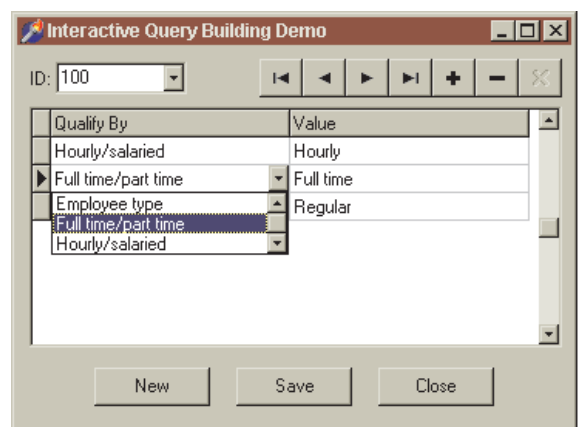 Interactive Query Building Demo
ID: 100
Qualify By Value
Hourly/salaried Hourly
Full time/part time Full time
Employee type Regular
Full time/part time
Hourly/salaried
New Save Close